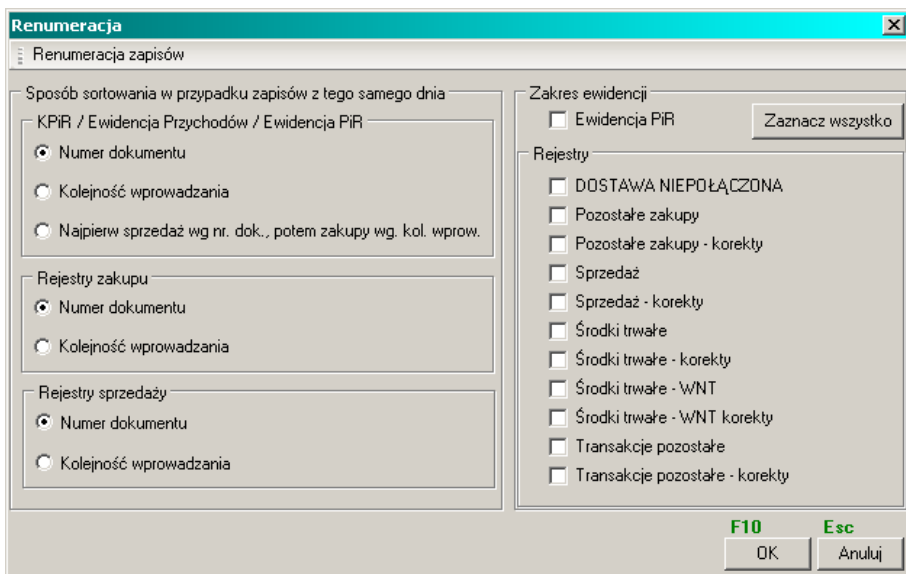 Renumeracja
Renumeracja zapisów
Sposób sortowania w przypadku zapisów z tego samego dnia
KPiR / Ewidencja Przychodów / Ewidencja PiR
Numer dokumentu
Kolejność wprowadzania
Najpierw sprzedaż wg nr. dok., potem zakupy wg. kol. wprow.
Rejestry zakupu
Numer dokumentu
Kolejność wprowadzania
Rejestry sprzedaży
Numer dokumentu
Kolejność wprowadzania
Zakres ewidencji
Ewidencja PiR
Zaznacz wszystko
Rejestry
DOSTAWA NIEPOŁĄCZONA
Pozostałe zakupy
Pozostałe zakupy - korekty
Sprzedaż
Sprzedaż - korekty
Środki trwałe
Środki trwałe - korekty
Środki trwałe - WNT
Środki trwałe - WNT korekty
Transakcje pozostałe
Transakcje pozostałe - korekty
F10 Esc
OK Anuluj